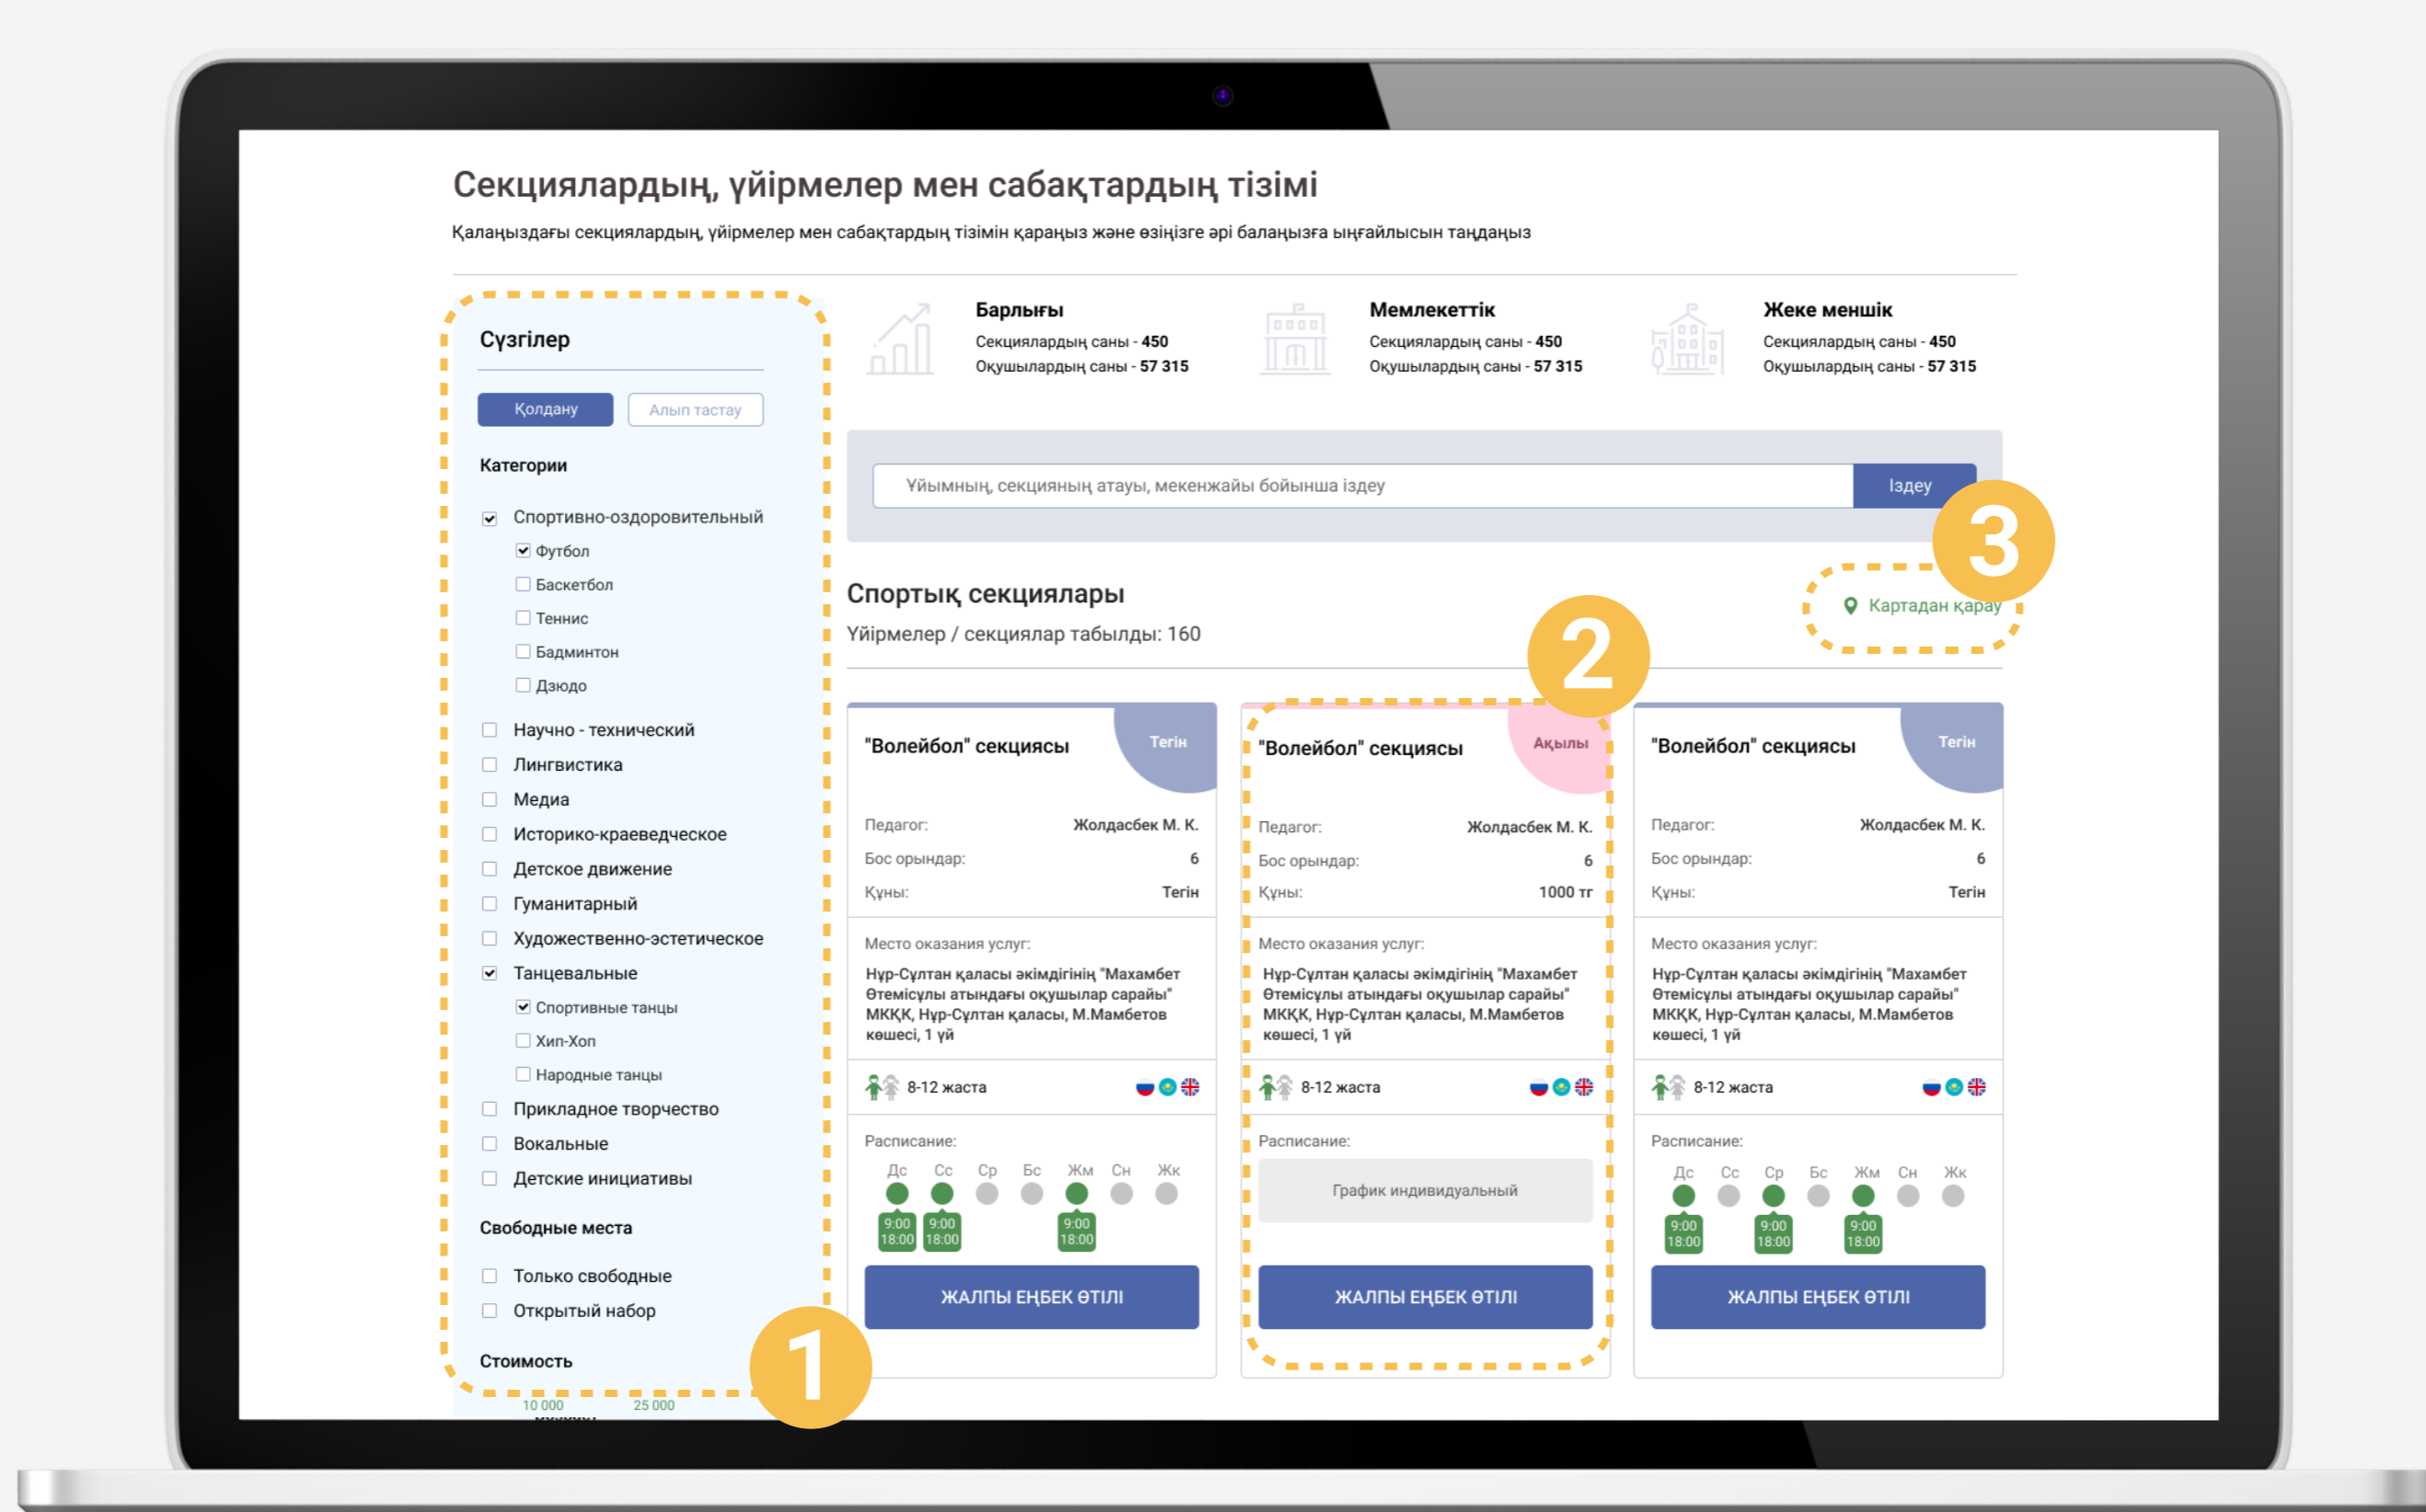 Секциялардың, үйірмелер мен сабақтардың тізімі
Қалаңыздағы секциялардың, үйірмелер мен сабақтардың тізімін қараңыз және өзіңізге әрі балаңызға ыңғайлысын таңдаңыз
Сүзгілер
Қолдану
Алып тастау
Категории
Спортивно-оздоровительный
Футбол
Баскетбол
Теннис
Бадминтон
Дзюдо
Научно - технический
Лингвистика
Медиа
Историко-краеведческое
Детское движение
Гуманитарный
Художественно-эстетическое
Танцевальные
Спортивные танцы
Хип-Хоп
Народные танцы
Прикладное творчество
Вокальные
Детские инициативы
Свободные места
Только свободные
Открытый набор
Стоимость
10 000 25 000
1
Барлығы
Секциялардың саны - 450
Оқушылардың саны - 57 315
Мемлекеттік
Секциялардың саны - 450
Оқушылардың саны - 57 315
Жеке меншік
Секциялардың саны - 450
Оқушылардың саны - 57 315
Ұйымның, секцияның атауы, мекенжайы бойынша іздеу
Іздеу
3
Спортық секциялары
Үйірмелер / секциялар табылды: 160
Картадан қарау
2
"Волейбол" секциясы
Тегін
Педагог: Жолдасбек М. К.
Бос орындар: 6
Құны: Тегін
Место оказания услуг:
Нұр-Сұлтан қаласы әкімдігінің "Махамбет
Өтемісұлы атындағы оқушылар сарайы"
МКҚК, Нұр-Сұлтан қаласы, М.Мамбетов
көшесі, 1 үй
8-12 жаста
Расписание:
Дс Сс Ср Бс Жм Сн Жк
9:00 9:00 9:00
18:00 18:00 18:00
ЖАЛПЫ ЕҢБЕК ӨТІЛІ
"Волейбол" секциясы
Ақылы
Педагог: Жолдасбек М. К.
Бос орындар: 6
Құны: 1000 тг
Место оказания услуг:
Нұр-Сұлтан қаласы әкімдігінің "Махамбет
Өтемісұлы атындағы оқушылар сарайы"
МКҚК, Нұр-Сұлтан қаласы, М.Мамбетов
көшесі, 1 үй
8-12 жаста
Расписание:
График индивидуальный
ЖАЛПЫ ЕҢБЕК ӨТІЛІ
"Волейбол" секциясы
Тегін
Педагог: Жолдасбек М. К.
Бос орындар: 6
Құны: Тегін
Место оказания услуг:
Нұр-Сұлтан қаласы әкімдігінің "Махамбет
Өтемісұлы атындағы оқушылар сарайы"
МКҚК, Нұр-Сұлтан қаласы, М.Мамбетов
көшесі, 1 үй
8-12 жаста
Расписание:
Дс Сс Ср Бс Жм Сн Жк
9:00 9:00 9:00
18:00 18:00 18:00
ЖАЛПЫ ЕҢБЕК ӨТІЛІ